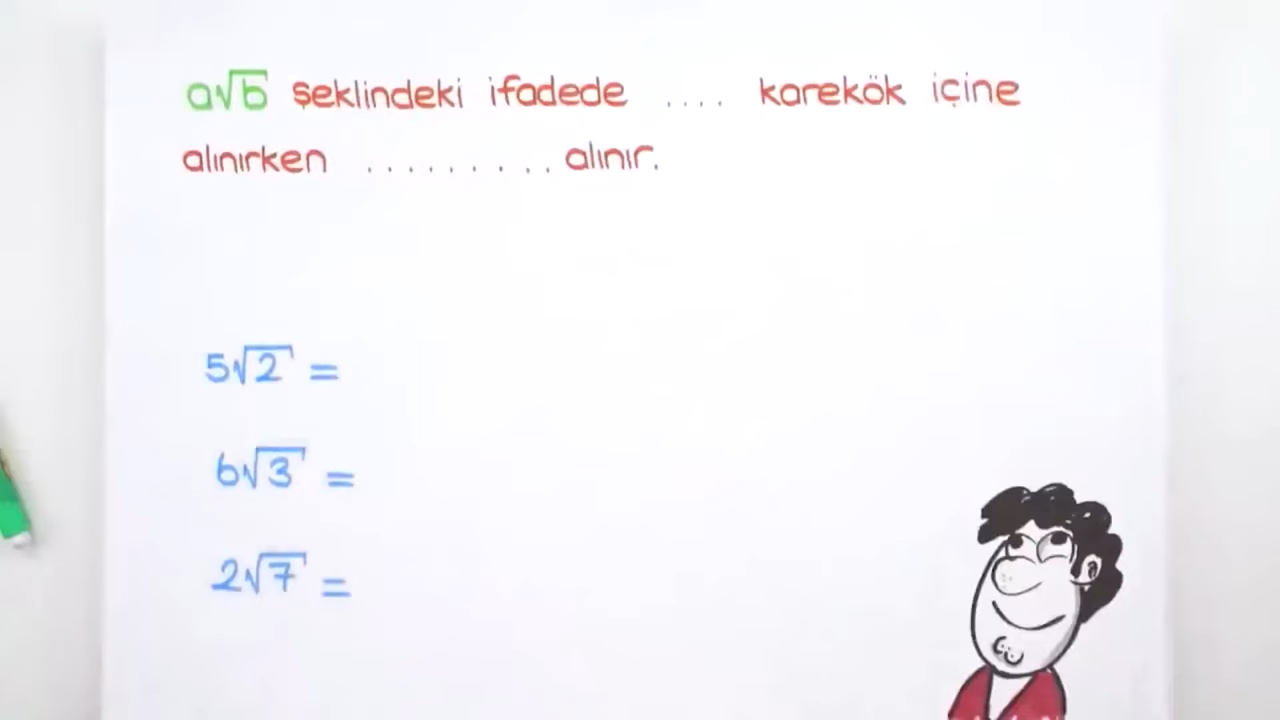 a√b şeklindeki ifadede .... karekök içine
alınırken ......... alınır.
5√2 =
6√3 =
2√7 =